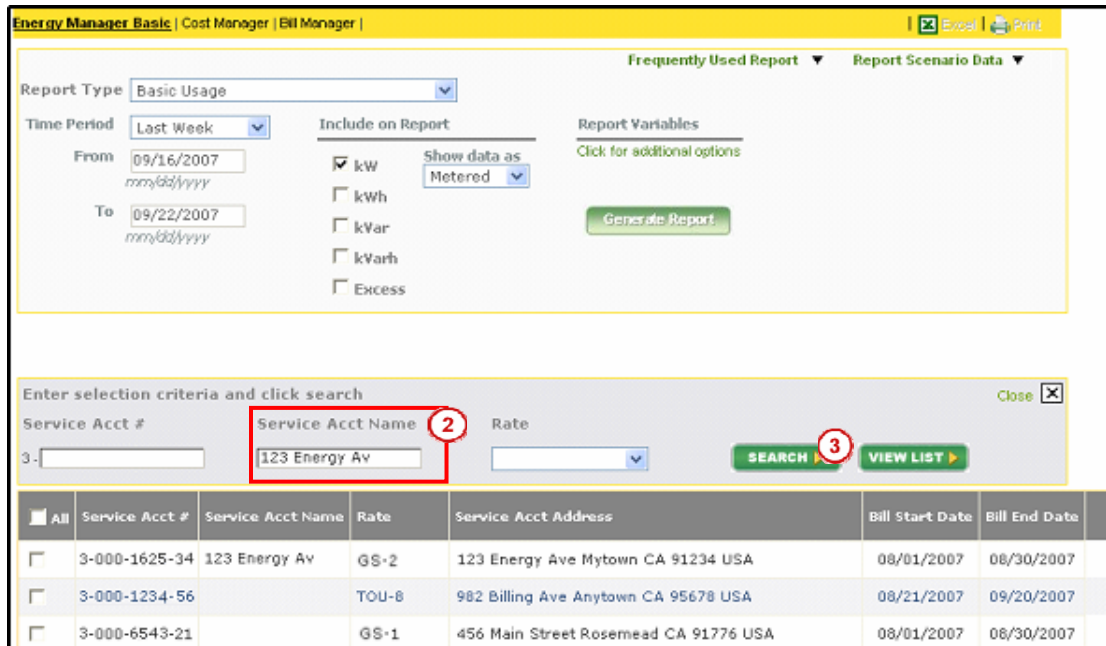 Energy Manager Basic | Cost Manager | Bill Manager | | Excel | Print
Frequently Used Report ▼ Report Scenario Data ▼
Report Type Basic Usage
Time Period Last Week Include on Report Report Variables
From 09/16/2007 kW Show data as Click for additional options
mm/dd/yyyy Metered
kWh
To 09/22/2007 kVar Generate Report
mm/dd/yyyy
kVarh
Excess
Enter selection criteria and click search Close X
Service Acct # Service Acct Name 2 Rate
3 - 123 Energy Av SEARCH 3 VIEW LIST
All Service Acct # Service Acct Name Rate Service Acct Address Bill Start Date Bill End Date
3-000-1625-34 123 Energy Av GS-2 123 Energy Ave Mytown CA 91234 USA 08/01/2007 08/30/2007
3-000-1234-56 TOU-8 982 Billing Ave Anytown CA 95678 USA 08/21/2007 09/20/2007
3-000-6543-21 GS-1 456 Main Street Rosemead CA 91776 USA 08/01/2007 08/30/2007